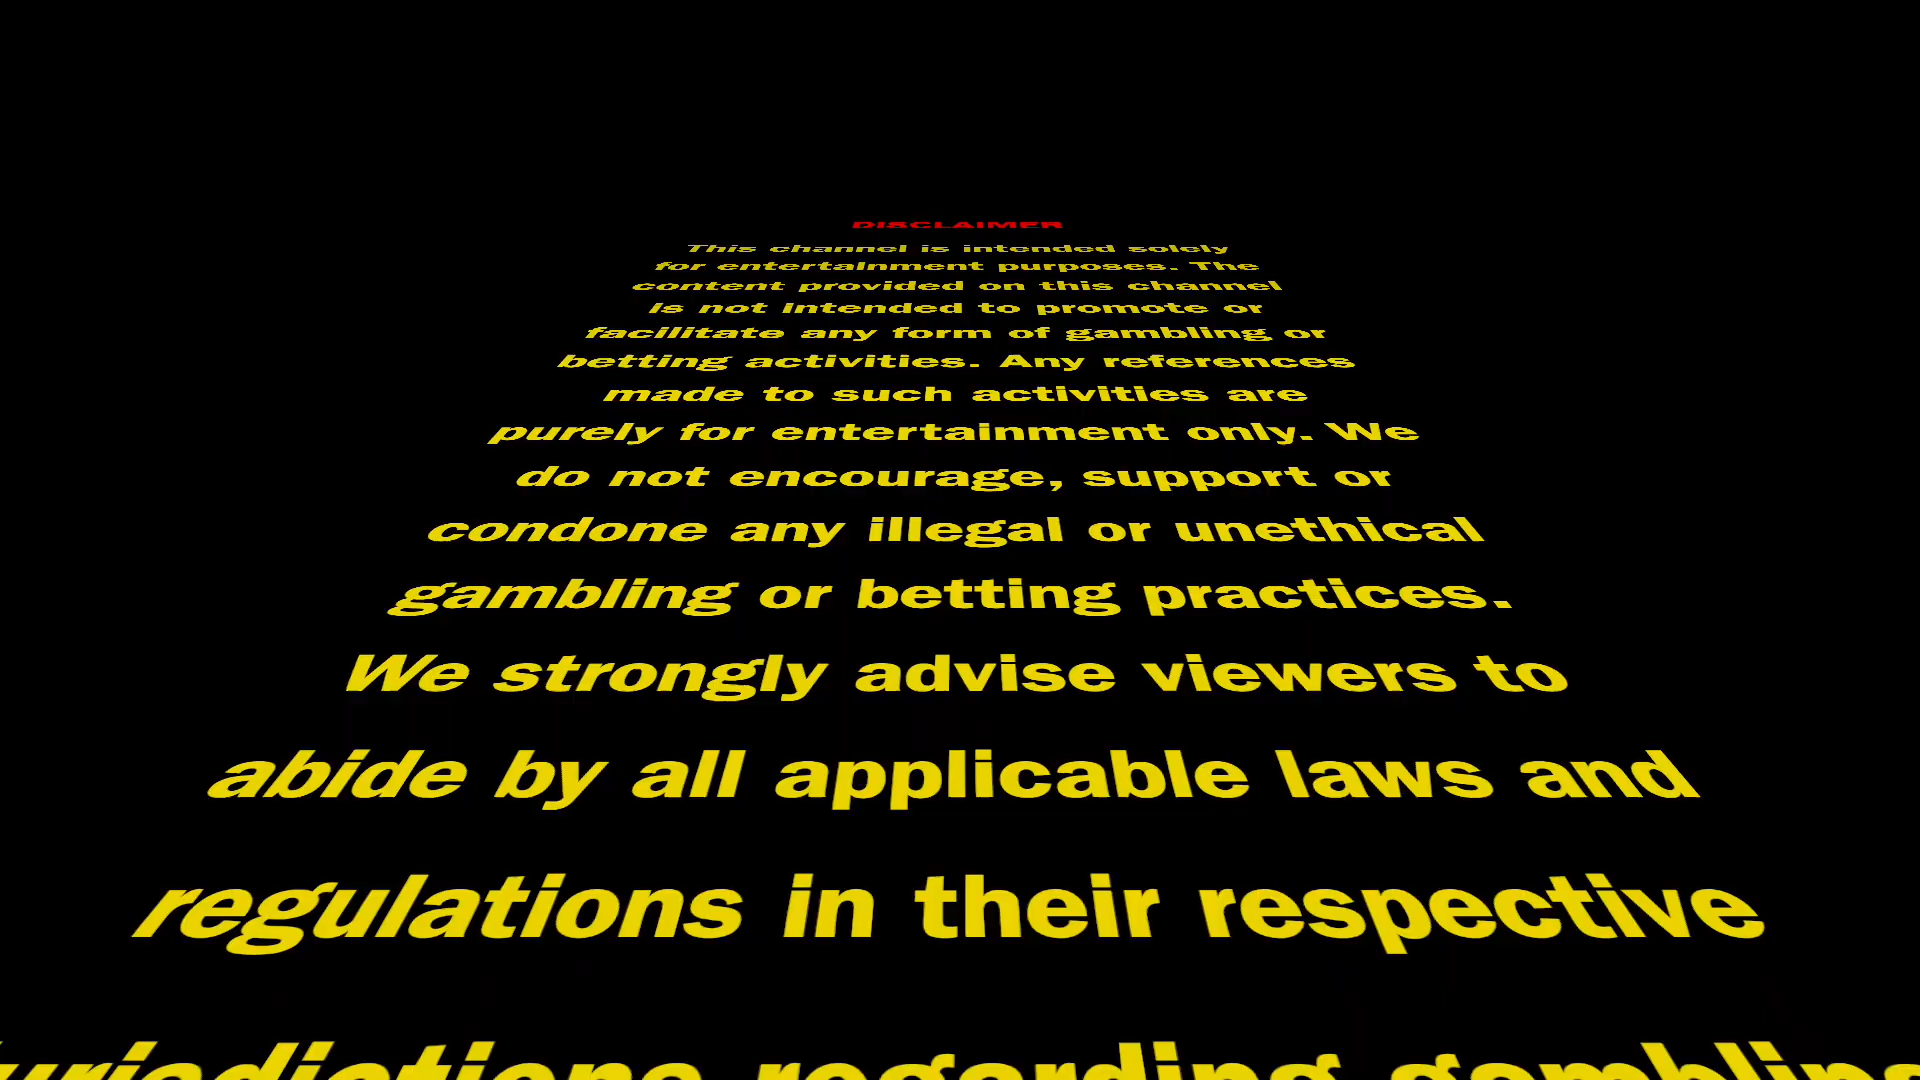 DISCLAIMER
This channel is intended solely
for entertainment purposes. The
content provided on this channel
is not intended to promote or
facilitate any form of gambling or
betting activities. Any references
made to such activities are
purely for entertainment only. We
do not encourage, support or
condone any illegal or unethical
gambling or betting practices.
We strongly advise viewers to
abide by all applicable laws and
regulations in their respective
jurisdictions regarding gambling